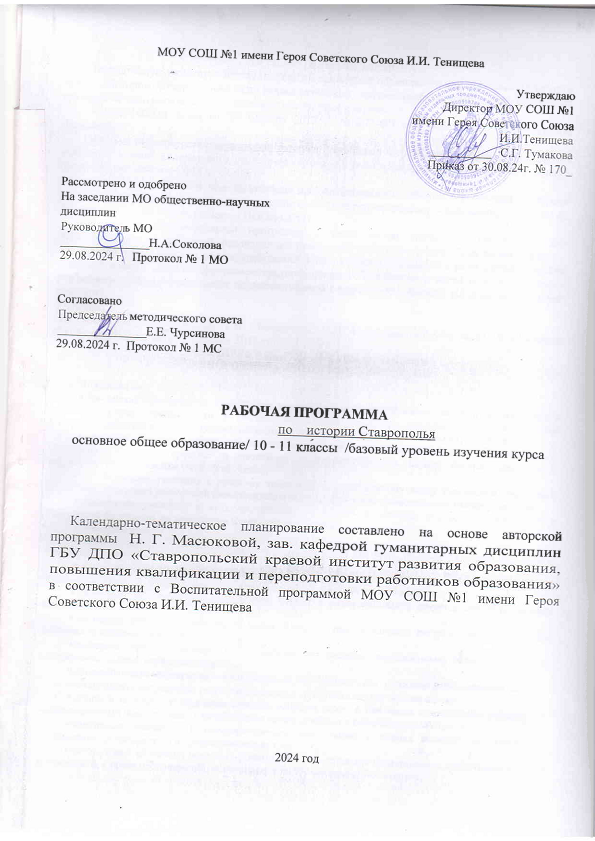 МОУ СОШ №1 имени Героя Советского Союза И.И. Тенищева
Утверждаю
Директор МОУ СОШ №1
имени Героя Советского Союза
И.И.Тенищева
С.Г. Тумакова
Приказ от 30.08.24г. № 170_
Рассмотрено и одобрено
На заседании МО общественно-научных
дисциплин
Руководитель МО
_______________Н.А.Соколова
29.08.2024 г. Протокол № 1 МО
Согласовано
Председатель методического совета
_______________Е.Е. Чурсинова
29.08.2024 г. Протокол № 1 МС
РАБОЧАЯ ПРОГРАММА
по истории Ставрополья
основное общее образование/ 10 - 11 классы /базовый уровень изучения курса
Календарно-тематическое планирование составлено на основе авторской
программы Н. Г. Масюковой, зав. кафедрой гуманитарных дисциплин
ГБУ ДПО «Ставропольский краевой институт развития образования,
повышения квалификации и переподготовки работников образования»
в соответствии с Воспитательной программой МОУ СОШ №1 имени Героя
Советского Союза И.И. Тенищева
2024 год